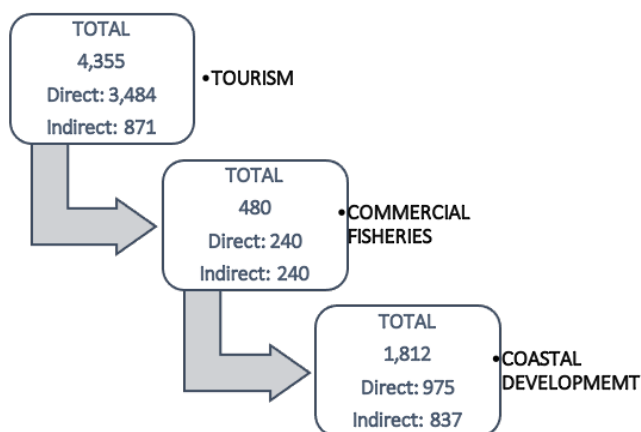 TOTAL
4,355
Direct: 3,484
Indirect: 871
•TOURISM
TOTAL
480
Direct: 240
Indirect: 240
•COMMERCIAL
FISHERIES
TOTAL
1,812
Direct: 975
Indirect: 837
•COASTAL
DEVELOPMEMT